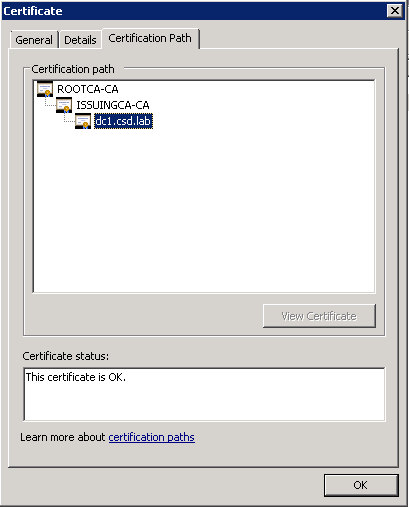 Certificate
General
Details
Certification Path
Certification path
ROOTCA-CA
ISSUINGCA-CA
dc1.csd.lab
View Certificate
Certificate status:
This certificate is OK.
Learn more about certification paths
OK